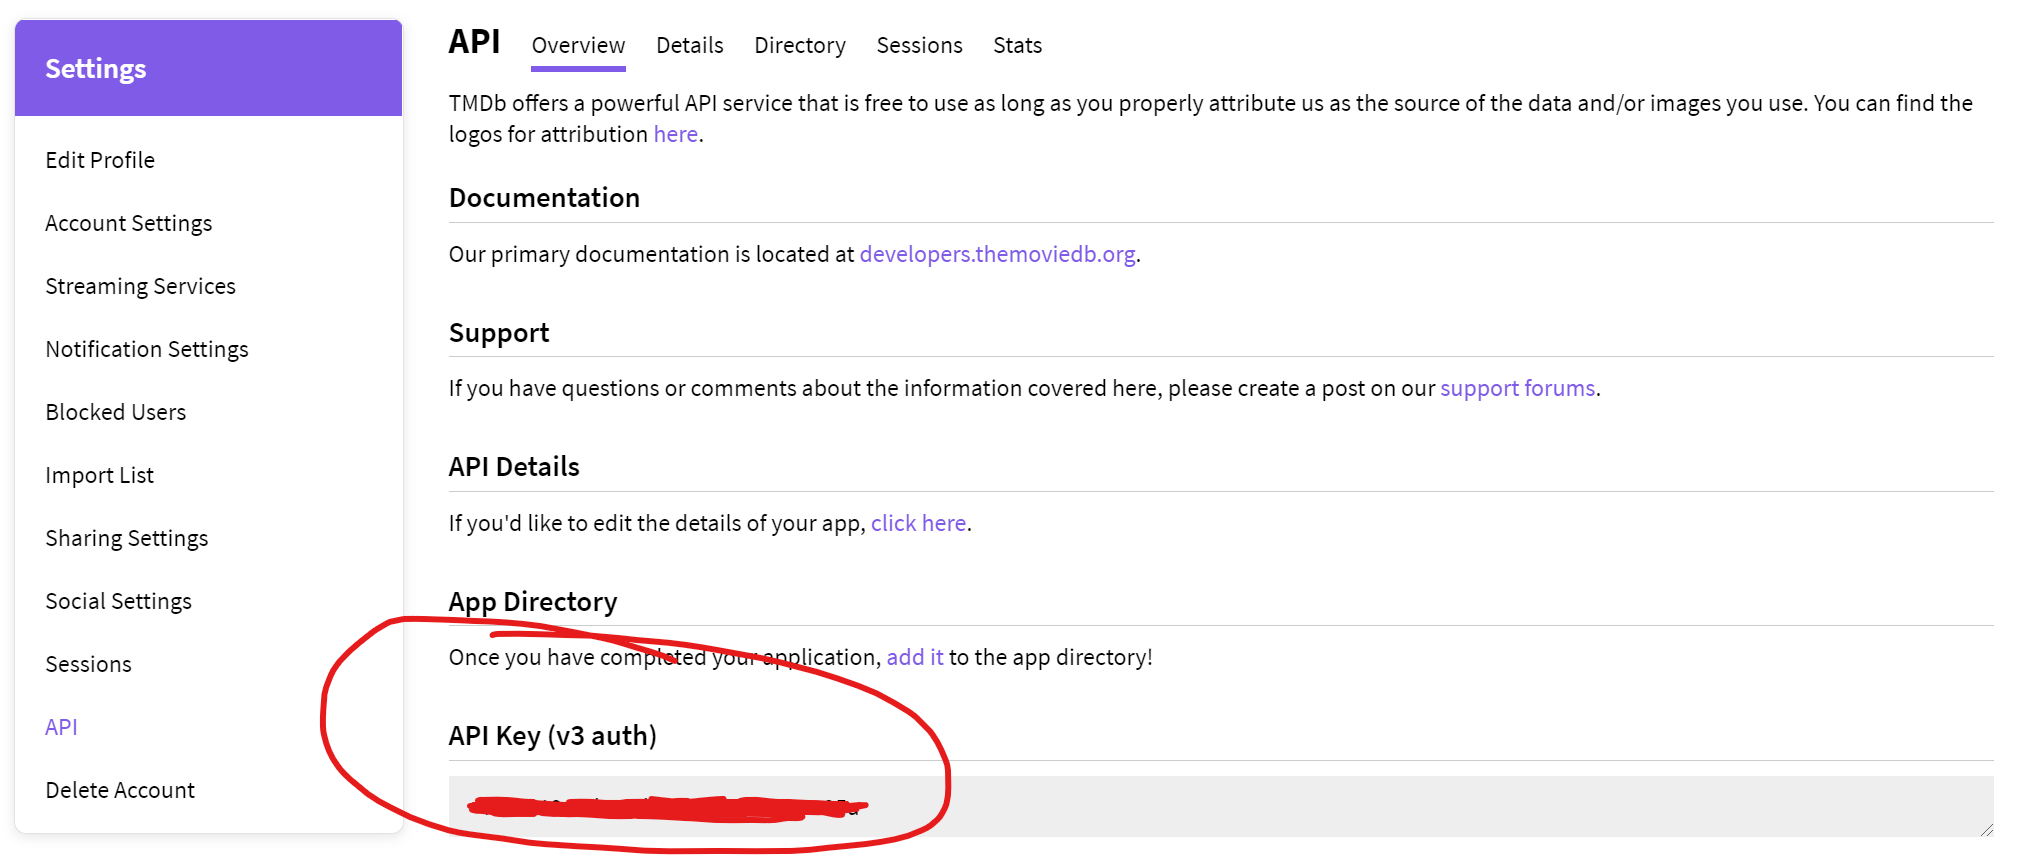 Settings
Edit Profile
Account Settings
Streaming Services
Notification Settings
Blocked Users
Import List
Sharing Settings
Social Settings
Sessions
API
Delete Account
API Overview Details Directory Sessions Stats
TMDb offers a powerful API service that is free to use as long as you properly attribute us as the source of the data and/or images you use. You can find the
logos for attribution here.
Documentation
Our primary documentation is located at developers.themoviedb.org.
Support
If you have questions or comments about the information covered here, please create a post on our support forums.
API Details
If you'd like to edit the details of your app, click here.
App Directory
Once you have completed your application, add it to the app directory!
API Key (v3 auth)